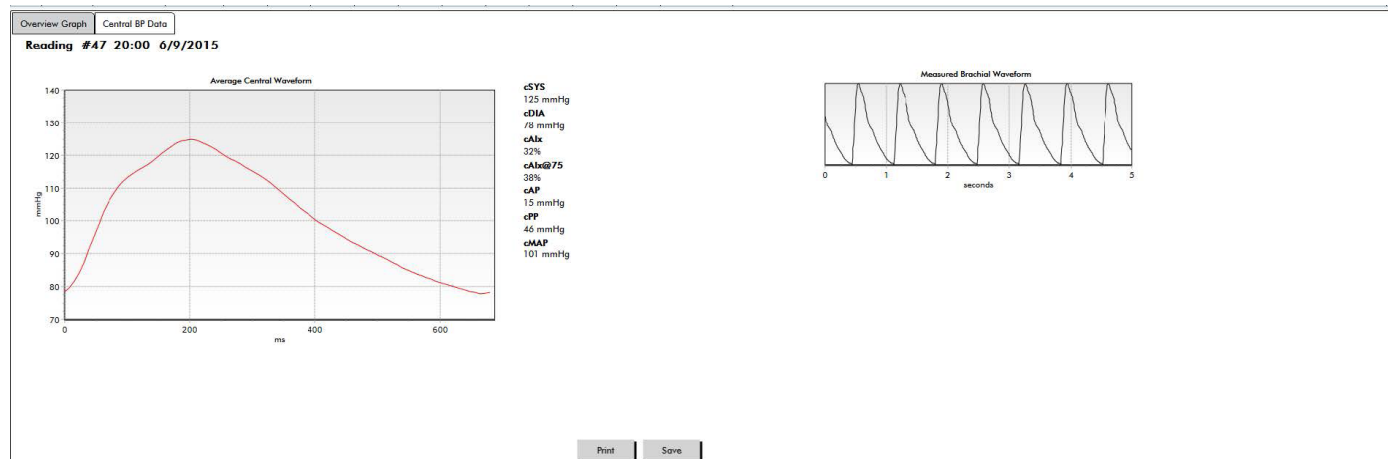 Overview Graph Central BP Data
Reading #47 20:00 6/9/2015
Average Central Waveform
140
130
120
110
100
90
80
70
mmHg
0 200 400 600
ms
cSYS
125 mmHg
cDIA
78 mmHg
cAIx
32%
cAIx@75
38%
cAP
15 mmHg
cPP
46 mmHg
cMAP
101 mmHg
Measured Brachial Waveform
0 1 2 3 4 5
seconds
Print Save